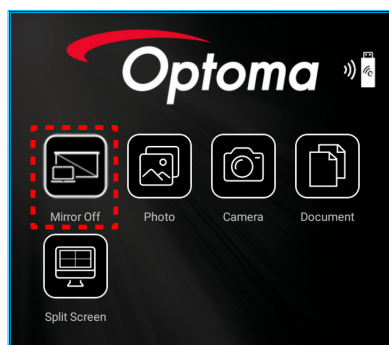 Optoma
Mirror Off
Photo
Camera
Document
Split Screen